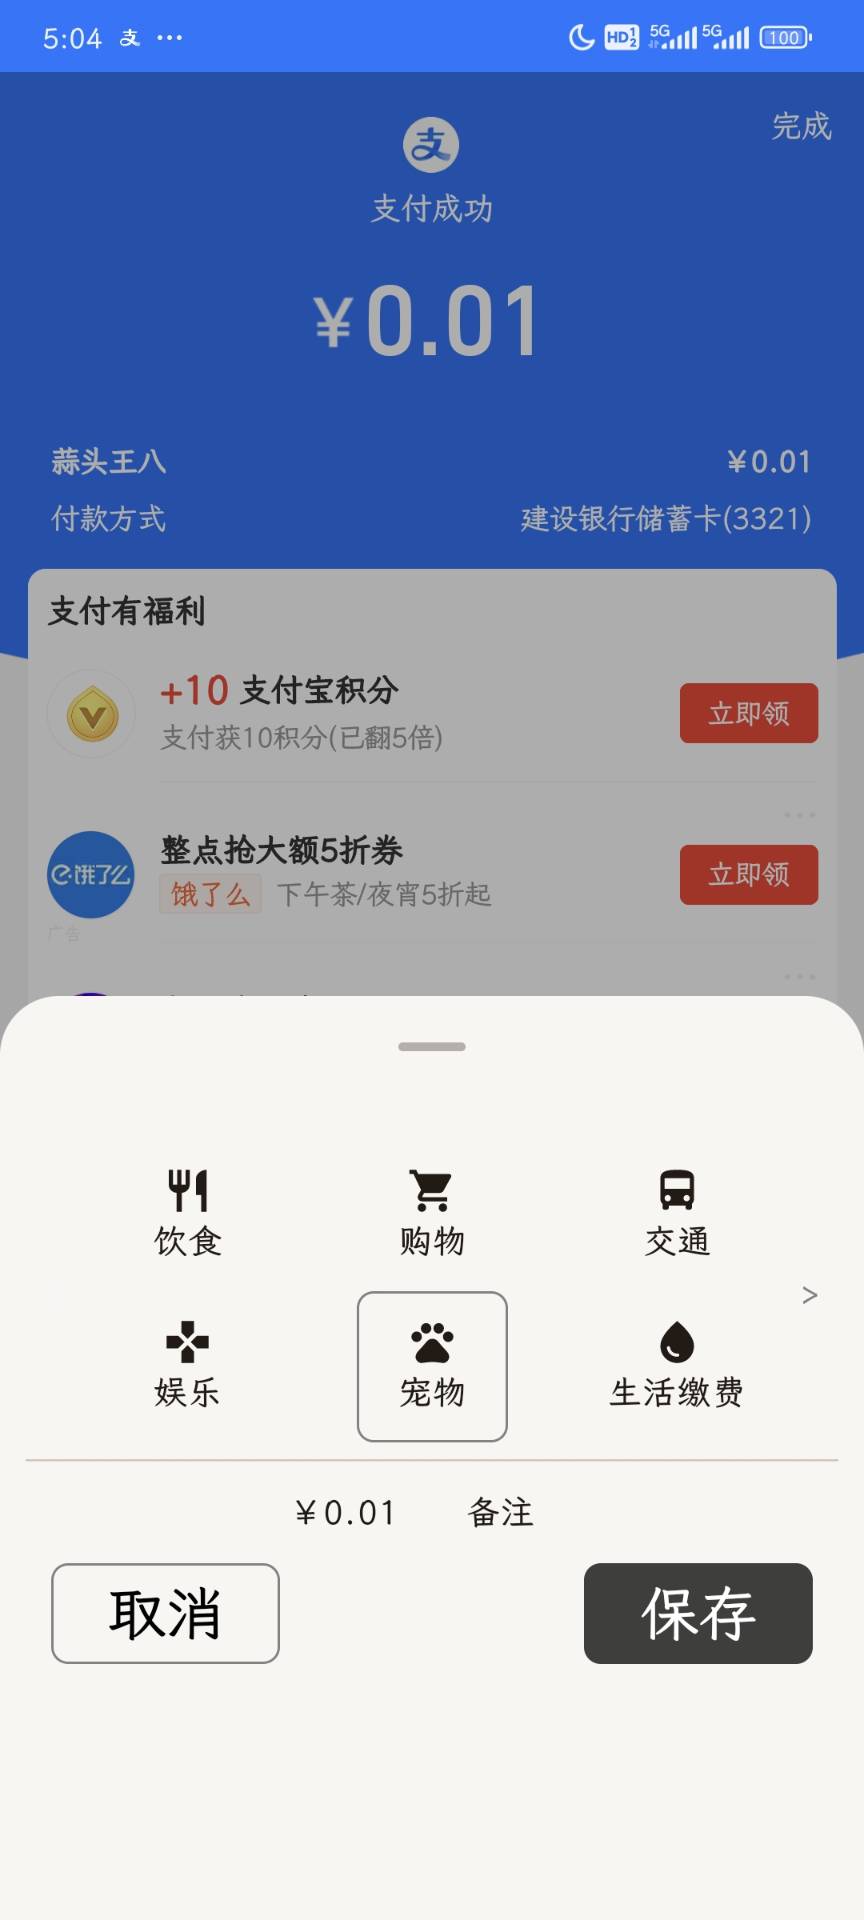 5:04 支 ···
HD 1 2 5G 5G 100
完成
支
支付成功
¥0.01
蒜头王八 ¥0.01
付款方式 建设银行储蓄卡(3321)
支付有福利
+10 支付宝积分
支付获10积分(已翻5倍)
立即领
整点抢大额5折券
饿了么
饿了么 下午茶/夜宵5折起
立即领
广告
饮食 购物 交通
>
娱乐 宠物 生活缴费
¥0.01 备注
取消 保存